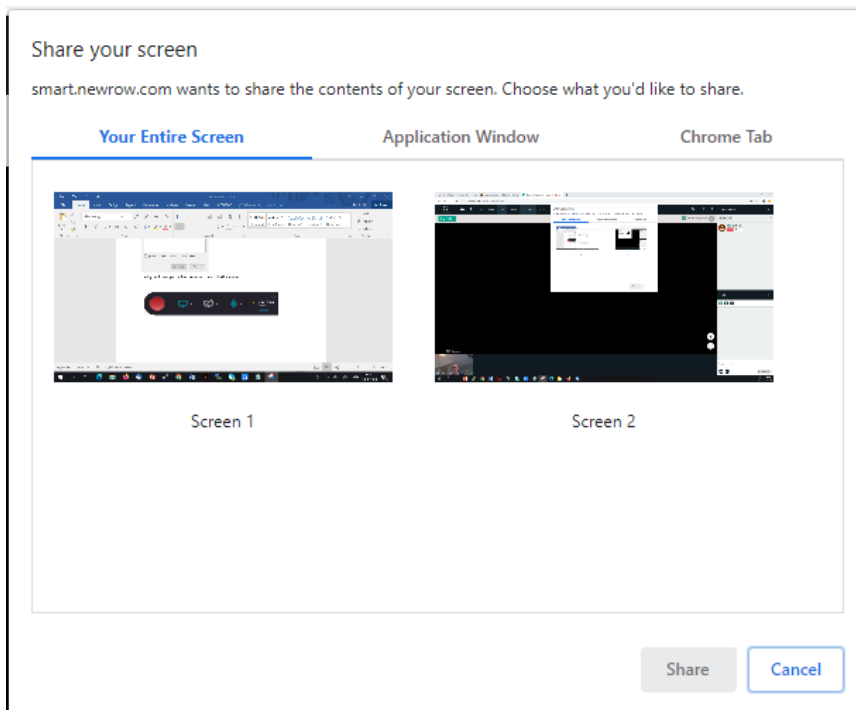 Share your screen
smart.newrow.com wants to share the contents of your screen. Choose what you'd like to share.
Your Entire Screen
Application Window
Chrome Tab
Screen 1
Screen 2
Share
Cancel